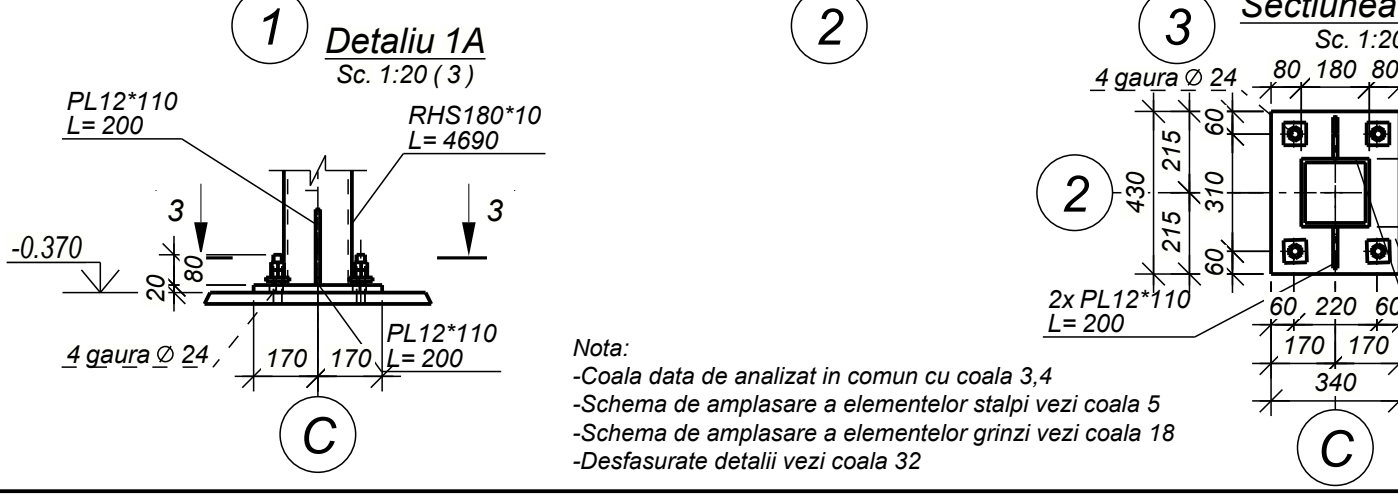 1
Detaliu 1A
Sc. 1:20 ( 3 )
PL12*110
L= 200
RHS180*10
L= 4690
3
3
-0.370
80
20
4 gaura ∅ 24
170
170
PL12*110
L= 200
C
2
Nota:
-Coala data de analizat in comun cu coala 3,4
-Schema de amplasare a elementelor stalpi vezi coala 5
-Schema de amplasare a elementelor grinzi vezi coala 18
-Desfasurate detalii vezi coala 32
3
Sectiunea
Sc. 1:20
4 gaura ∅ 24
80
180
80
60
215
310
430
215
60
2
2x PL12*110
L= 200
60
220
60
170
170
340
C